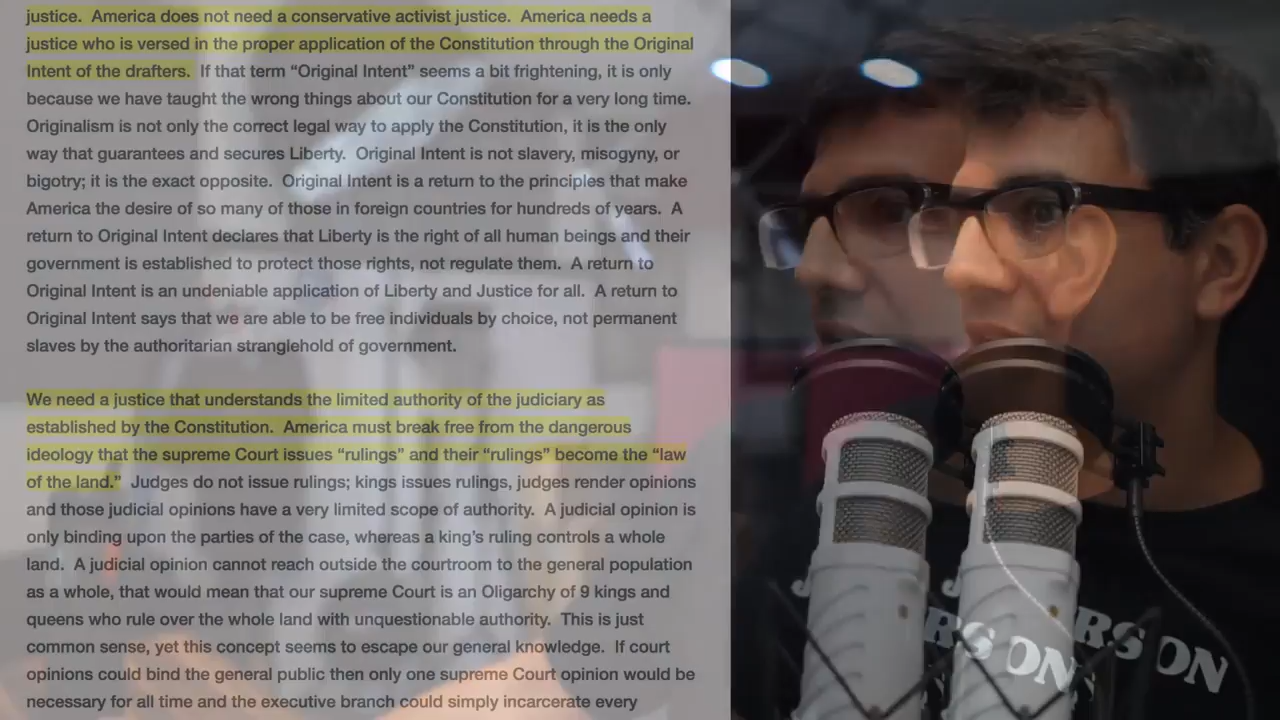 justice. America does not need a conservative activist justice. America needs a
justice who is versed in the proper application of the Constitution through the Original
Intent of the drafters. If that term “Original Intent” seems a bit frightening, it is only
because we have taught the wrong things about our Constitution for a very long time.
Originalism is not only the correct legal way to apply the Constitution, it is the only
way that guarantees and secures Liberty. Original Intent is not slavery, misogyny, or
bigotry; it is the exact opposite. Original Intent is a return to the principles that make
America the desire of so many of those in foreign countries for hundreds of years. A
return to Original Intent declares that Liberty is the right of all human beings and their
government is established to protect those rights, not regulate them. A return to
Original Intent is an undeniable application of Liberty and Justice for all. A return to
Original Intent says that we are able to be free individuals by choice, not permanent
slaves by the authoritarian stranglehold of government.
We need a justice that understands the limited authority of the judiciary as
established by the Constitution. America must break free from the dangerous
ideology that the supreme Court issues “rulings” and their “rulings” become the “law
of the land.” Judges do not issue rulings; kings issues rulings, judges render opinions
and those judicial opinions have a very limited scope of authority. A judicial opinion is
only binding upon the parties of the case, whereas a king’s ruling controls a whole
land. A judicial opinion cannot reach outside the courtroom to the general population
as a whole, that would mean that our supreme Court is an Oligarchy of 9 kings and
queens who rule over the whole land with unquestionable authority. This is just
common sense, yet this concept seems to escape our general knowledge. If court
opinions could bind the general public then only one supreme Court opinion would be
necessary for all time and the executive branch could simply incarcerate every
RS ON
RS ON